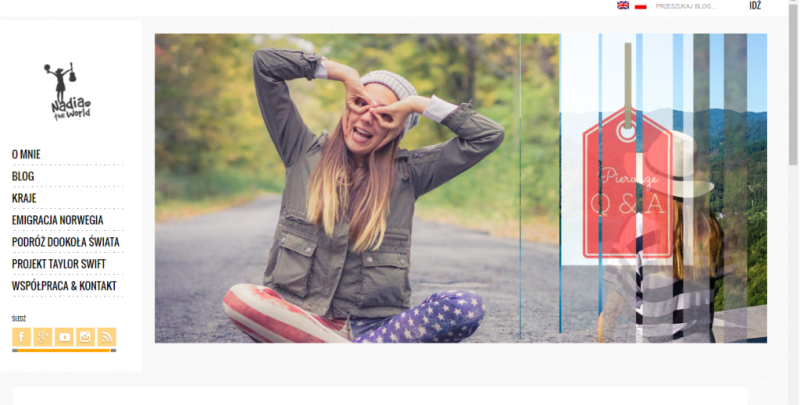 PRZESZUKAJ BLOG...
IDŹ
Nadia
the World
O MNIE
BLOG
KRAJE
EMIGRACJA NORWEGIA
PODRÓŻ DOOKOŁA ŚWIATA
PROJEKT TAYLOR SWIFT
WSPÓŁPRACA & KONTAKT
ŚLEDŹ
Pierwsze
Q & A